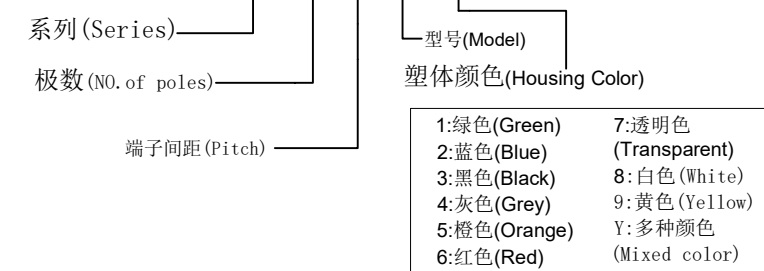 系列(Series)
极数(NO.of poles)
端子间距(Pitch)
型号(Model)
塑体颜色(Housing Color)
1:绿色(Green)
2:蓝色(Blue)
3:黑色(Black)
4:灰色(Grey)
5:橙色(Orange)
6:红色(Red)
7:透明色
(Transparent)
8:白色(White)
9:黄色(Yellow)
Y:多种颜色
(Mixed color)